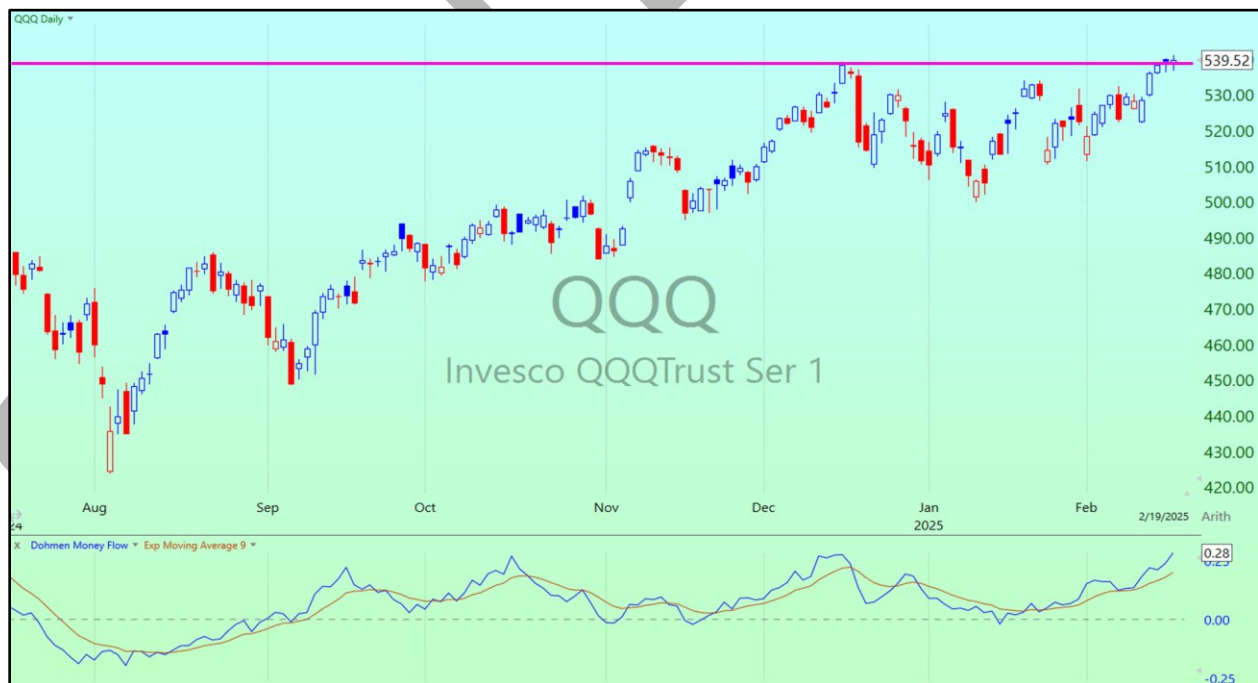 QQQ Daily
539.52
530.00
520.00
510.00
500.00
490.00
480.00
470.00
460.00
450.00
440.00
430.00
420.00
QQQ
Invesco QQQTrust Ser 1
24 Aug Sep Oct Nov Dec Jan Feb
2025 2/19/2025 Arith
X Dohmen Money Flow Exp Moving Average 9
0.28
0.25
0.00
-0.25